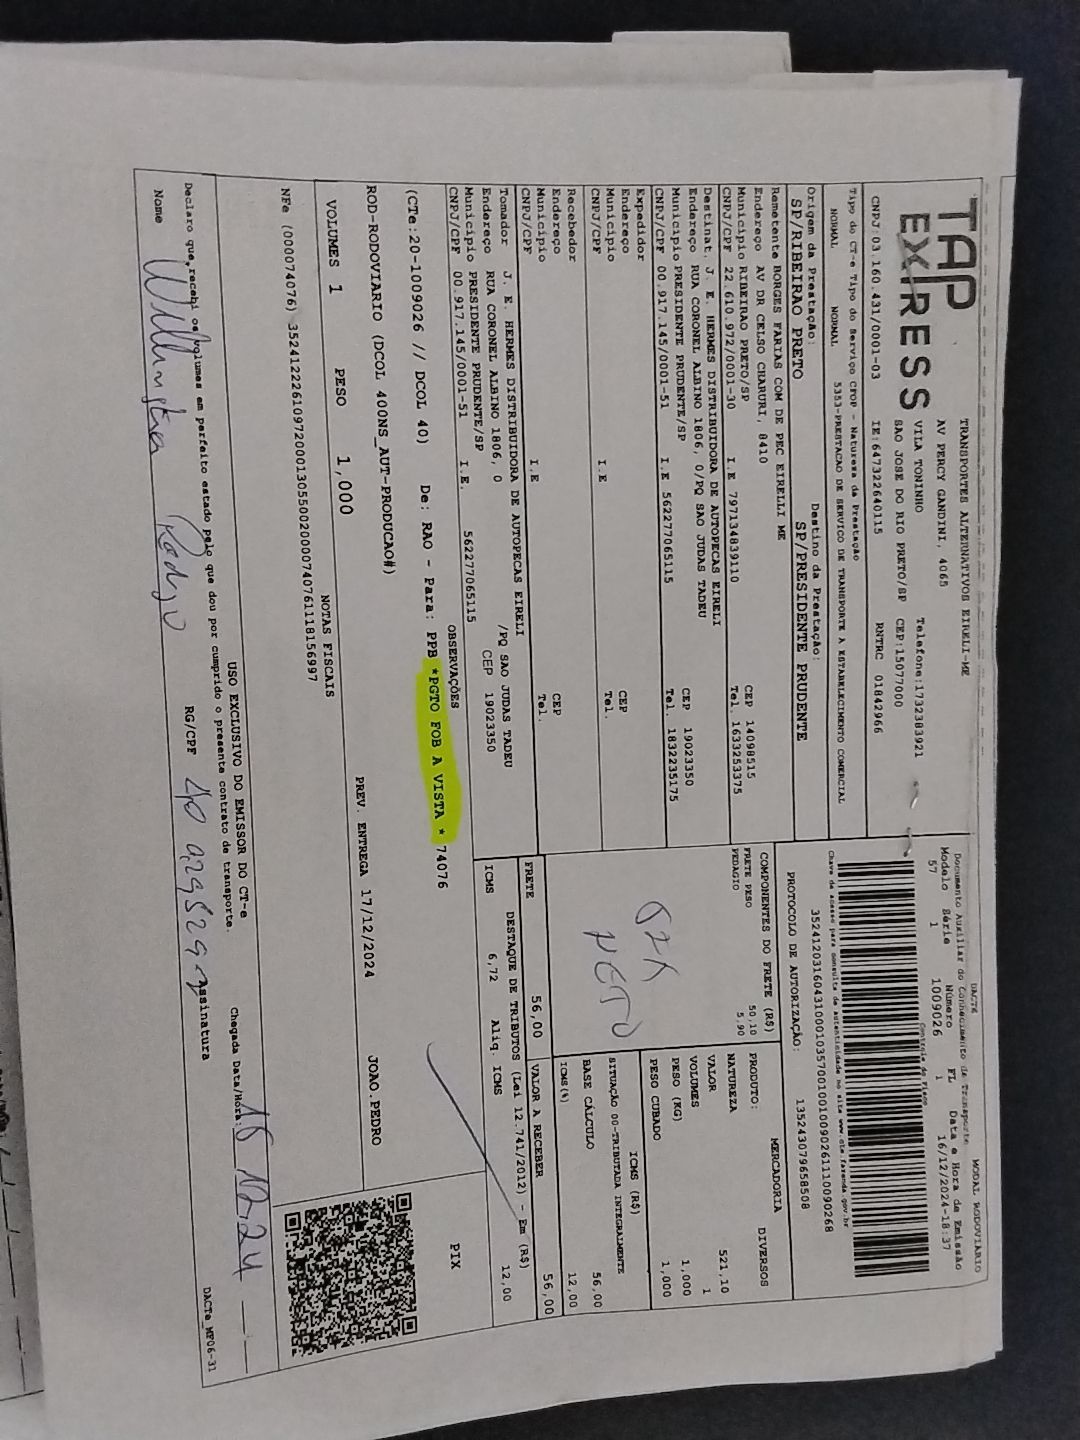 TAP EXPRESS
TRANSPORTES ALTERNATIVOS EIRELI-ME
AV PERCY GANDINI, 4065
VILA TONINHO Telefone:1732383921
SAO JOSE DO RIO PRETO/SP CEP:15077000
CNPJ:03.160.431/0001-03 IE:647322640115 RNTRC 01842966
DACTE MODAL RODOVIÁRIO
Documento Auxiliar do Conhecimento de Transporte
Modelo Série Número FL Data e Hora de Emissão
57 1 1009026 1 16/12/2024-18:37
Controle do Fisco
Chave de acesso para consulta de autenticidade no site www.cte.fazenda.gov.br
35241203160431000103570010010090261110090268
PROTOCOLO DE AUTORIZAÇÃO: 135243079658508
Tipo do CT-e Tipo do Serviço CFOP - Natureza da Prestação
NORMAL NORMAL 5353-PRESTACAO DE SERVICO DE TRANSPORTE A ESTABELECIMENTO COMERCIAL
Origem da Prestação: Destino da Prestação:
SP/RIBEIRAO PRETO SP/PRESIDENTE PRUDENTE
Remetente BORGES FARIAS COM DE PEC EIRELLI ME
Endereço AV DR CELSO CHARURI, 8410 CEP 14098515
Município RIBEIRAO PRETO/SP Tel. 1633253375
CNPJ/CPF 22.610.972/0001-30 I.E 797134839110
Destinat. J. E. HERMES DISTRIBUIDORA DE AUTOPECAS EIRELI
Endereço RUA CORONEL ALBINO 1806, 0/PQ SAO JUDAS TADEU CEP 19023350
Município PRESIDENTE PRUDENTE/SP Tel. 1832235175
CNPJ/CPF 00.917.145/0001-51 I.E 562277065115
Expedidor
Endereço CEP
Município Tel.
CNPJ/CPF I.E
Recebedor
Endereço CEP
Município Tel.
CNPJ/CPF I.E
Tomador J. E. HERMES DISTRIBUIDORA DE AUTOPECAS EIRELI
Endereço RUA CORONEL ALBINO 1806, 0 /PQ SAO JUDAS TADEU
Município PRESIDENTE PRUDENTE/SP CEP 19023350
CNPJ/CPF 00.917.145/0001-51 I.E. 562277065115
COMPONENTES DO FRETE (R$)
FRETE PESO 50,10
PEDAGIO 5,90
PRODUTO: MERCADORIA
NATUREZA DIVERSOS
VALOR 521,10
VOLUMES 1
PESO (KG) 1,000
PESO CUBADO 1,000
ICMS (R$)
SITUAÇÃO 00-TRIBUTADA INTEGRALMENTE
BASE CÁLCULO 56,00
ICMS(%) 12,00
FRETE 56,00 VALOR A RECEBER 56,00
DESTAQUE DE TRIBUTOS (Lei 12.741/2012) - Em (R$)
ICMS 6,72 Aliq. ICMS 12,00
OBSERVAÇÕES
(CTe:20-1009026 // DCOL 40) De: RAO - Para: PPB *PGTO FOB A VISTA * 74076
ROD-RODOVIARIO (DCOL 400NS_AUT-PRODUCAO#)
PIX
VOLUMES 1 PESO 1,000 PREV. ENTREGA 17/12/2024 JOAO.PEDRO
NOTAS FISCAIS
NFe (000074076) 35241222610972000130550020000740761118156997
USO EXCLUSIVO DO EMISSOR DO CT-e
Declaro que,recebi os volumes em perfeito estado pelo que dou por cumprido o presente contrato de transporte. Chegada Data/Hora: 18 12 24
Nome RG/CPF Assinatura
DACTe_MF06-31